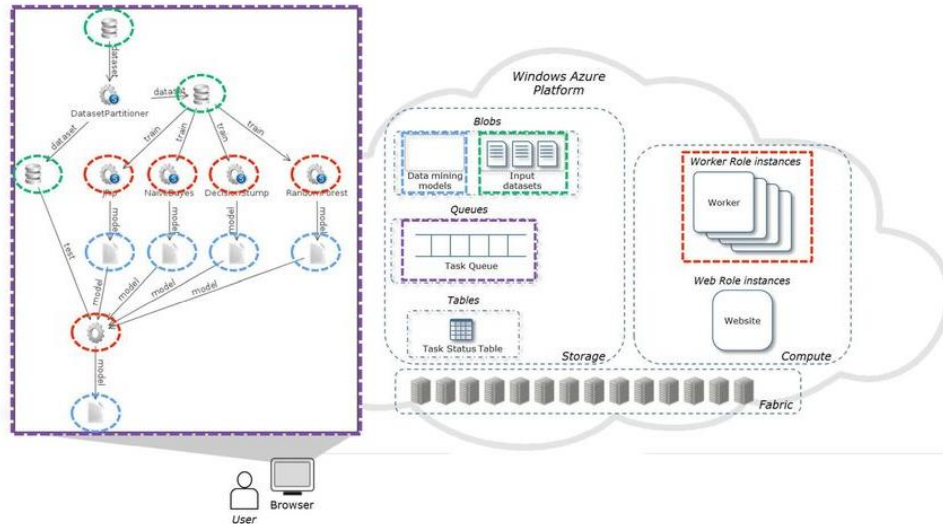 dataset
DatasetPartitioner
dataset
dataset
train
train
train
train
NaiveBayes
DecisionStump
RandomForest
test
model
model
model
model
model
model
model
model
model
User
Browser
Windows Azure
Platform
Blobs
Data mining
models
Input
datasets
Queues
Task Queue
Tables
Task Status Table
Storage
Worker Role instances
Worker
Web Role instances
Website
Compute
Fabric